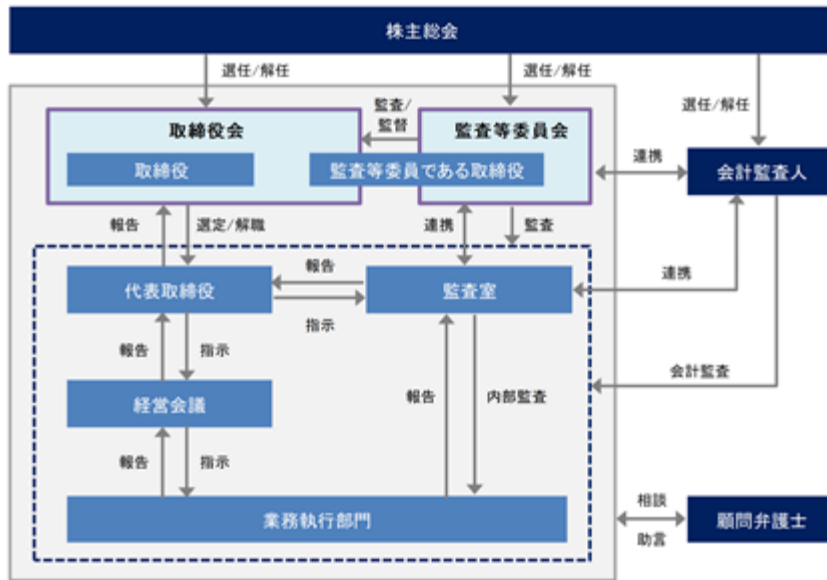 株主総会
選任/解任
選任/解任
選任/解任
取締役会
監査/
監督
監査等委員会
取締役
監査等委員である取締役
連携
会計監査人
報告
選定/解職
連携
監査
代表取締役
報告
指示
監査室
連携
報告
指示
会計監査
経営会議
報告
内部監査
報告
指示
業務執行部門
相談
助言
顧問弁護士